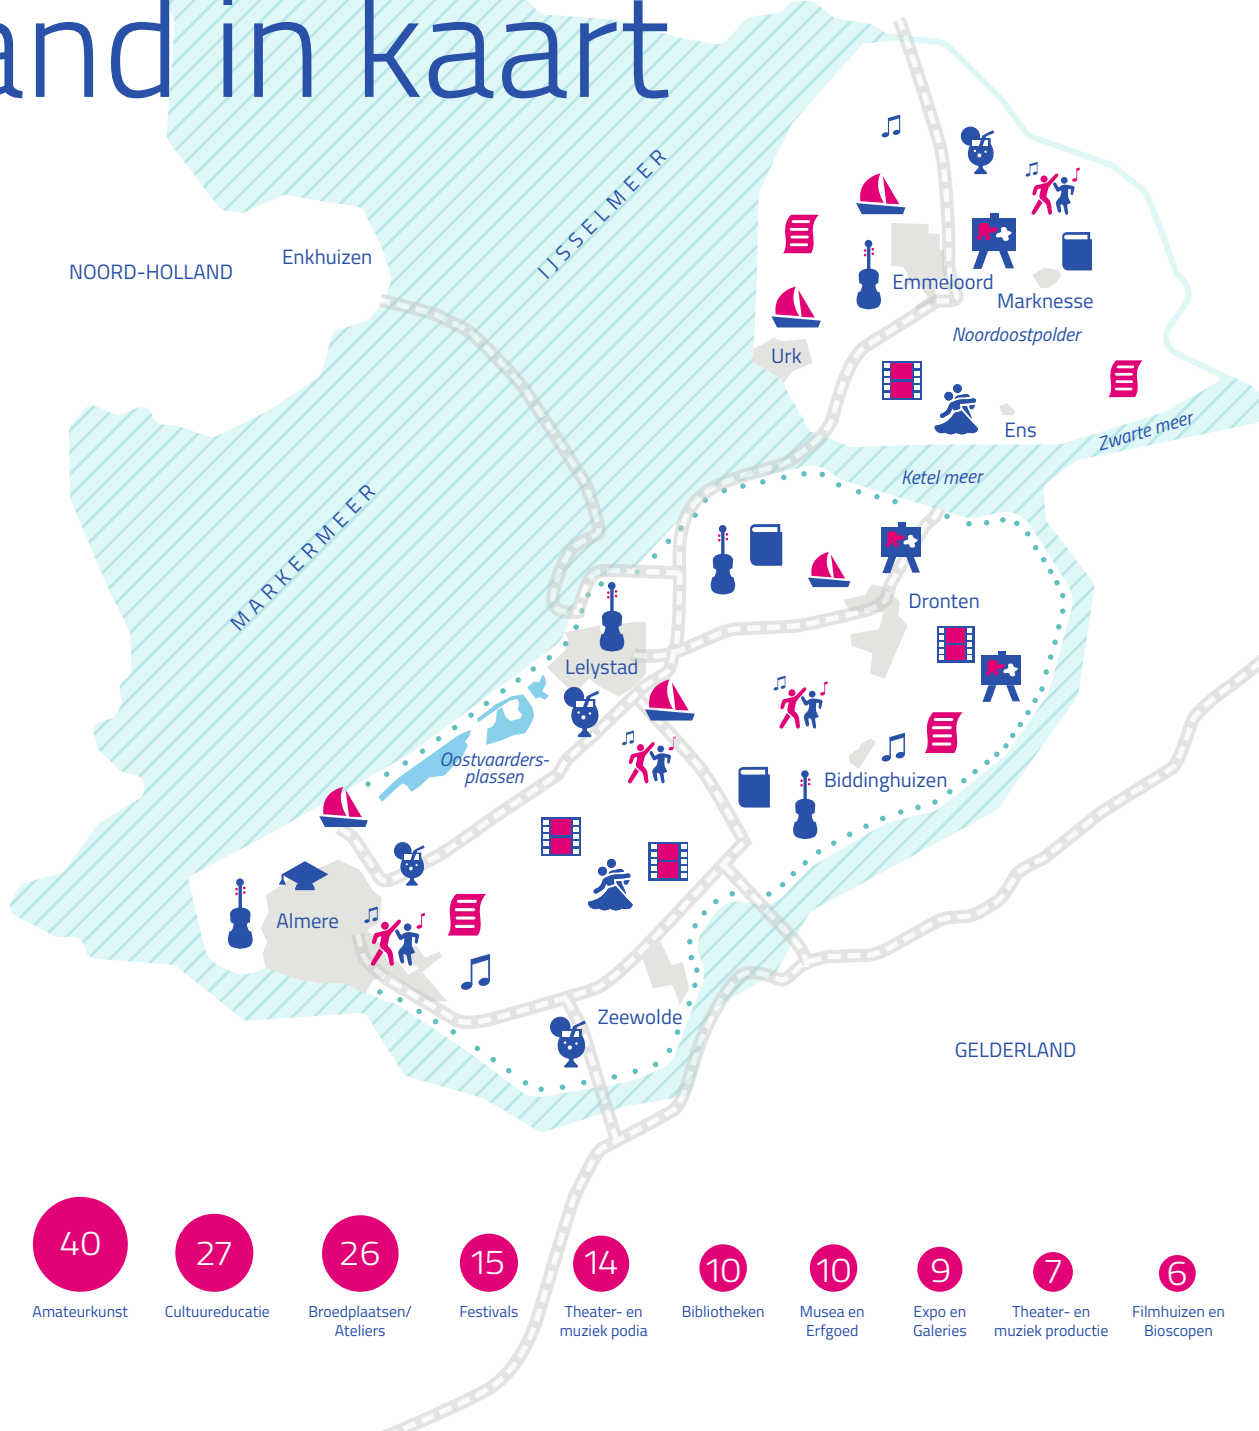 and in kaart
IJSSELMEER
NOORD-HOLLAND
Enkhuizen
Emmeloord
Marknesse
Noordoostpolder
Urk
Ens
Zwarte meer
Ketel meer
MARKERMEER
Dronten
Lelystad
Oostvaarders-
plassen
Biddinghuizen
Almere
Zeewolde
GELDERLAND
40
27
26
15
14
10
10
9
7
6
Amateurkunst
Cultuureducatie
Broedplaatsen/
Ateliers
Festivals
Theater- en
muziek podia
Bibliotheken
Musea en
Erfgoed
Expo en
Galeries
Theater- en
muziek productie
Filmhuizen en
Bioscopen